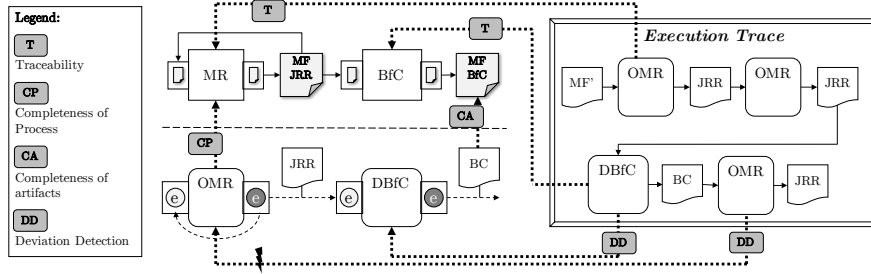 Legend:
T
Traceability
CP
Completeness of
Process
CA
Completeness of
artifacts
DD
Deviation Detection
T
T
MR
MF
JRR
BfC
MF
BfC
CA
CP
OMR
e
e
JRR
DBfC
e
e
BC
Execution Trace
MF'
OMR
JRR
OMR
JRR
DBfC
BC
OMR
JRR
DD
DD